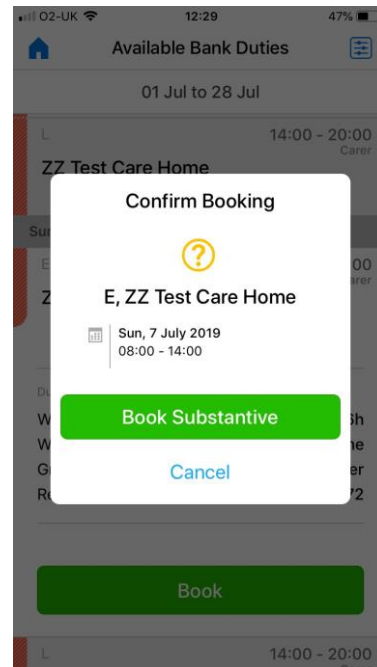 O2-UK 12:29 47%
Available Bank Duties
01 Jul to 28 Jul
L 14:00 - 20:00
Carer
ZZ Test Care Home
Confirm Booking
?
E, ZZ Test Care Home
Sun, 7 July 2019
08:00 - 14:00
Book Substantive
Cancel
Book
L 14:00 - 20:00